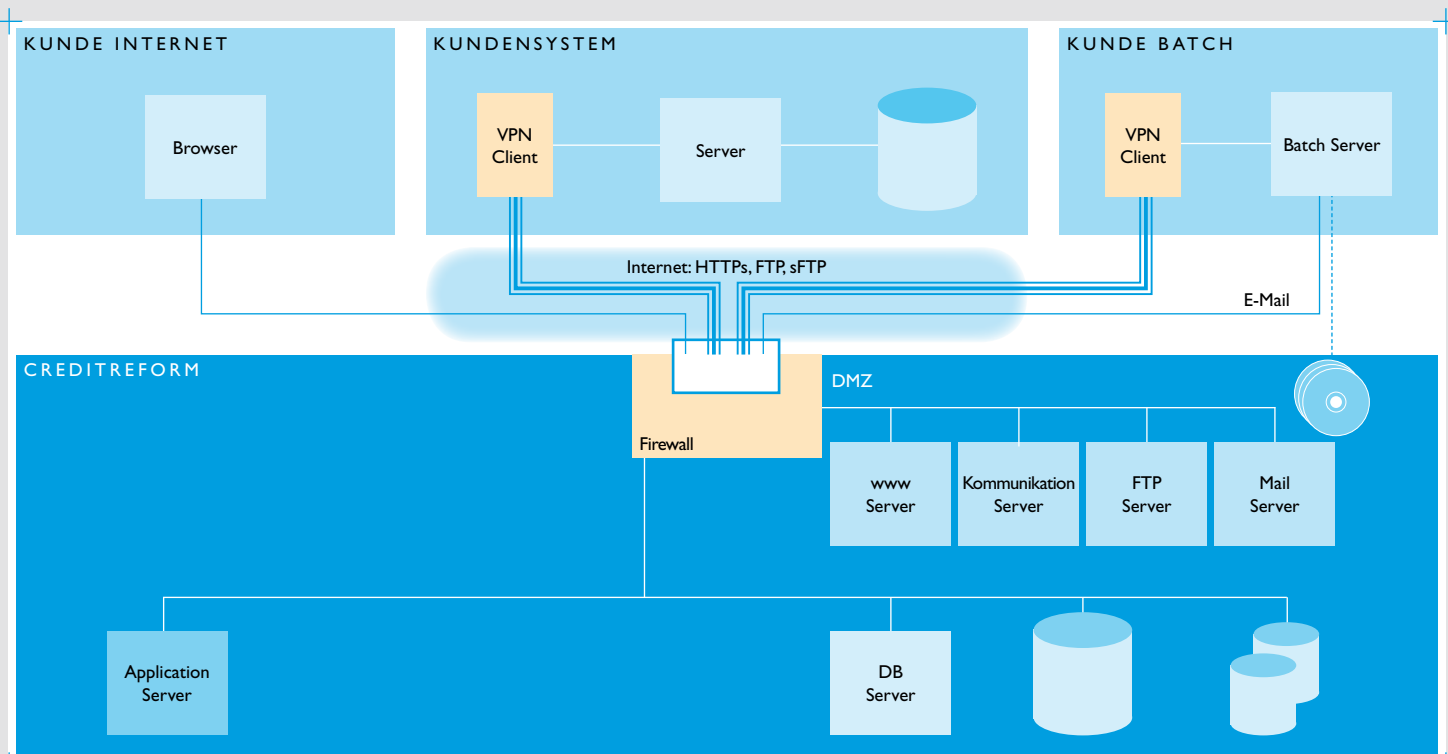 KUNDE INTERNET
KUNDENSYSTEM
KUNDE BATCH
Browser
VPN
Client
Server
VPN
Client
Batch Server
Internet: HTTPs, FTP, sFTP
E-Mail
CREDITREFORM
DMZ
Firewall
www
Server
Kommunikation
Server
FTP
Server
Mail
Server
Application
Server
DB
Server